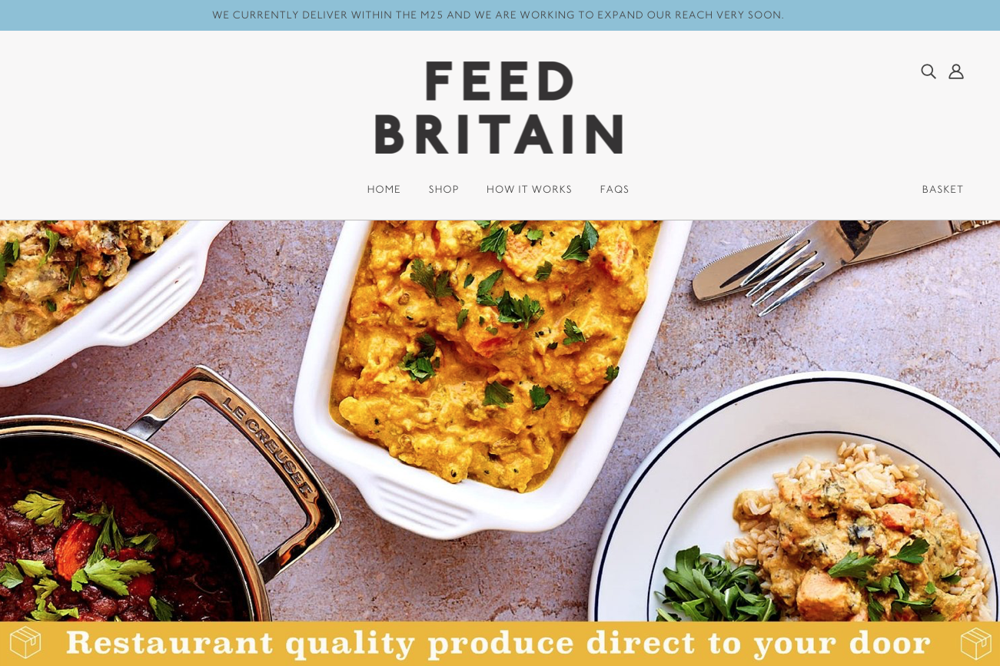 WE CURRENTLY DELIVER WITHIN THE M25 AND WE ARE WORKING TO EXPAND OUR REACH VERY SOON.
FEED
BRITAIN
HOME SHOP HOW IT WORKS FAQS BASKET
LE CREUSET
Restaurant quality produce direct to your door